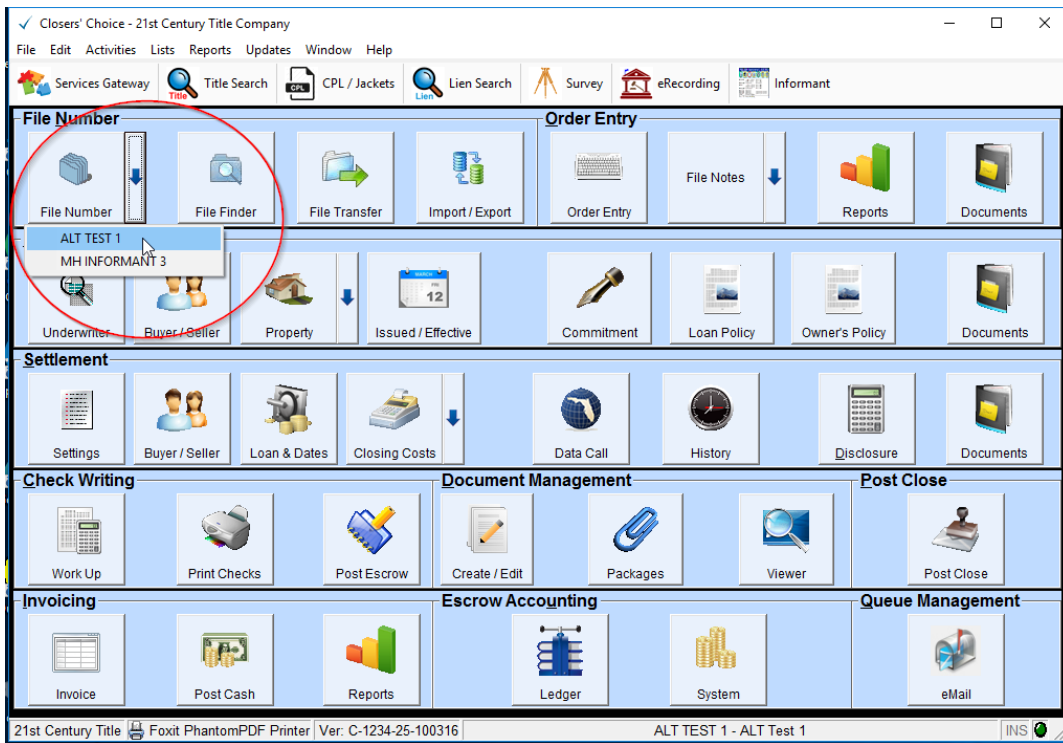 Closers' Choice - 21st Century Title Company
File Edit Activities Lists Reports Updates Window Help
Services Gateway Title Title Search CPL CPL / Jackets Lien Lien Search Survey eRecording Informant
File Number Order Entry
File Notes
File Number File Finder File Transfer Import / Export Order Entry Reports Documents
ALT TEST 1
MH INFORMANT 3
MARCH
12
Underwriter Buyer / Seller Property Issued / Effective Commitment Loan Policy Owner's Policy Documents
Settlement
Settings Buyer / Seller Loan & Dates Closing Costs Data Call History Disclosure Documents
Check Writing Document Management Post Close
Work Up Print Checks Post Escrow Create / Edit Packages Viewer Post Close
Invoicing Escrow Accounting Queue Management
Invoice Post Cash Reports Ledger System eMail
21st Century Title Foxit PhantomPDF Printer Ver: C-1234-25-100316 ALT TEST 1 - ALT Test 1 INS